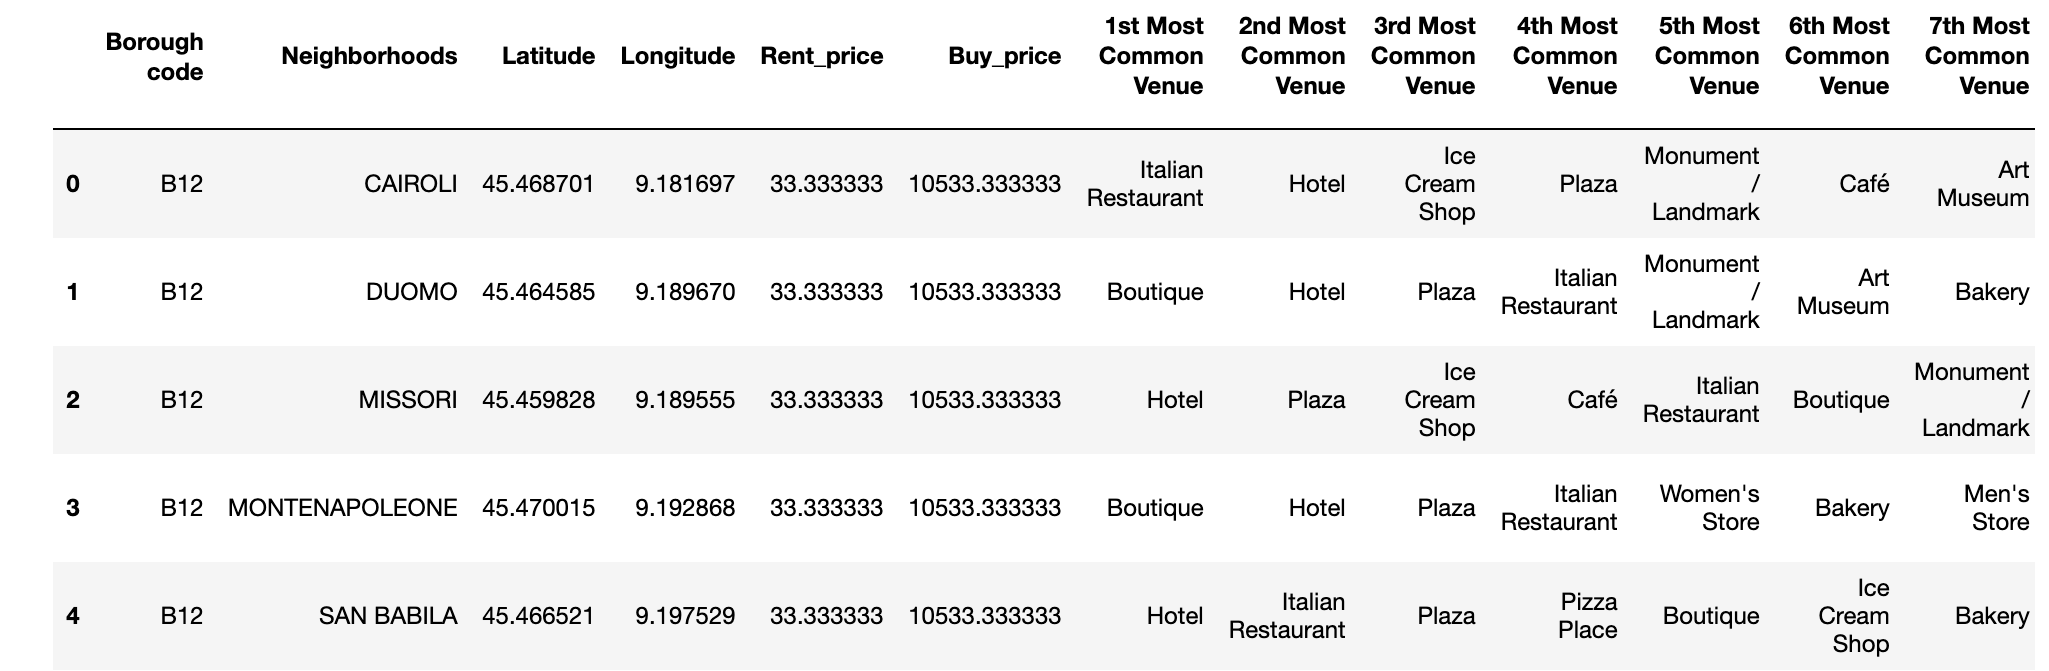 Borough code Neighborhoods Latitude Longitude Rent_price Buy_price 1st Most Common Venue 2nd Most Common Venue 3rd Most Common Venue 4th Most Common Venue 5th Most Common Venue 6th Most Common Venue 7th Most Common Venue
0 B12 CAIROLI 45.468701 9.181697 33.333333 10533.333333 Italian Restaurant Hotel Ice Cream Shop Plaza Monument / Landmark Café Art Museum
1 B12 DUOMO 45.464585 9.189670 33.333333 10533.333333 Boutique Hotel Plaza Italian Restaurant Monument / Landmark Art Museum Bakery
2 B12 MISSORI 45.459828 9.189555 33.333333 10533.333333 Hotel Plaza Ice Cream Shop Café Italian Restaurant Boutique Monument / Landmark
3 B12 MONTENAPOLEONE 45.470015 9.192868 33.333333 10533.333333 Boutique Hotel Plaza Italian Restaurant Women's Store Bakery Men's Store
4 B12 SAN BABILA 45.466521 9.197529 33.333333 10533.333333 Hotel Italian Restaurant Plaza Pizza Place Boutique Ice Cream Shop Bakery